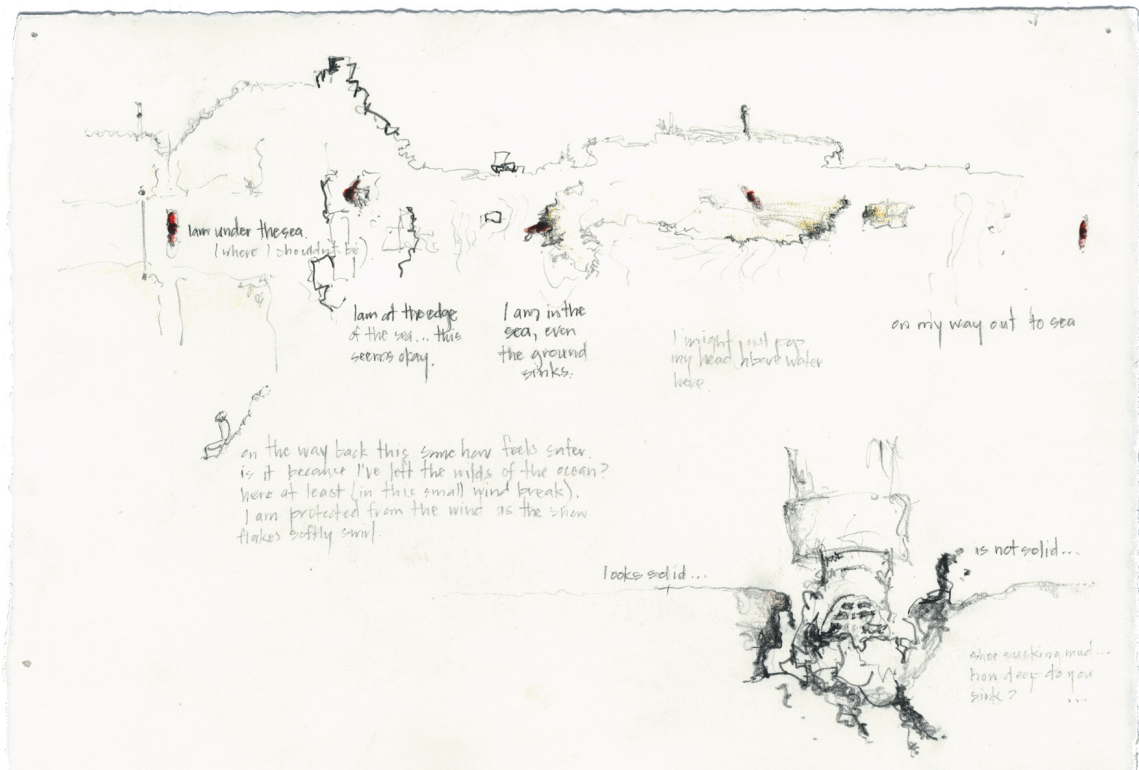 I am under the sea.
(where I shouldn't be)
I am at the edge
of the sea... this
seems okay.
I am in the
sea, even
the ground
sinks.
I might just pop
my head above water
here.
on my way out to sea
on the way back this somehow feels safer.
is it because I've left the wilds of the ocean?
here at least (in this small wind break).
I am protected from the wind as the snow
flakes softly swirl.
looks solid...
is not solid...
shoe sucking mud...
how deep do you
sink? ...